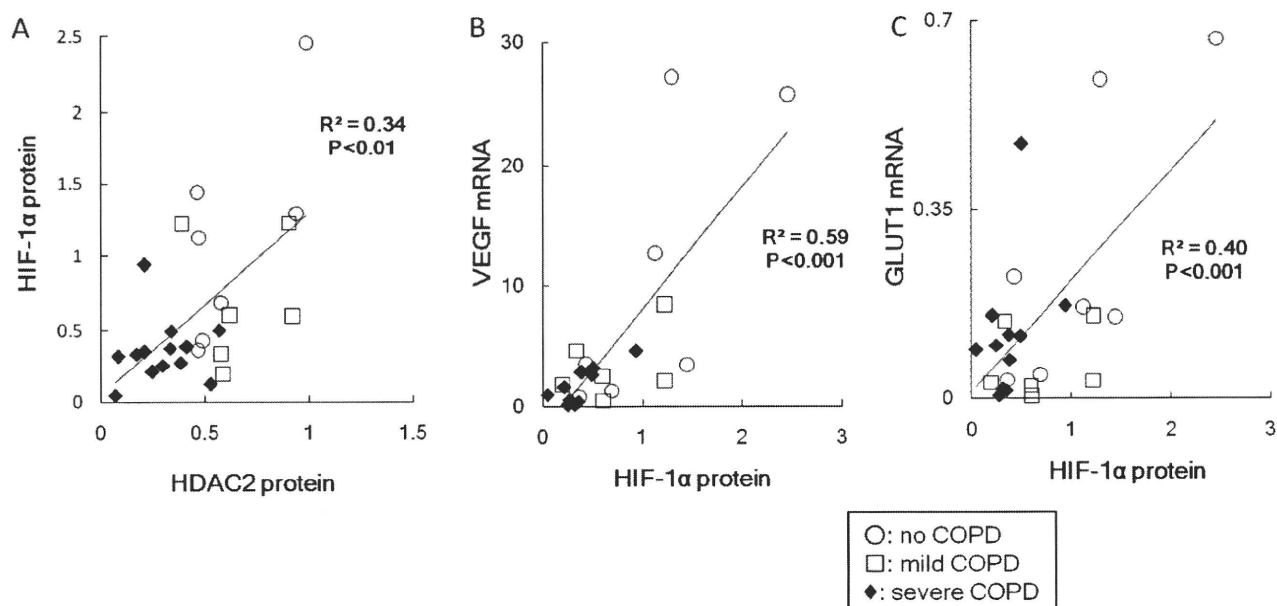 A
HIF-1α protein
2.5
2
1.5
1
0.5
0
0
0.5
1
1.5
HDAC2 protein
R² = 0.34
P<0.01
B
VEGF mRNA
30
20
10
0
0
1
2
3
HIF-1α protein
R² = 0.59
P<0.001
C
GLUT1 mRNA
0.7
0.35
0
0
1
2
3
HIF-1α protein
R² = 0.40
P<0.001
: no COPD
: mild COPD
: severe COPD